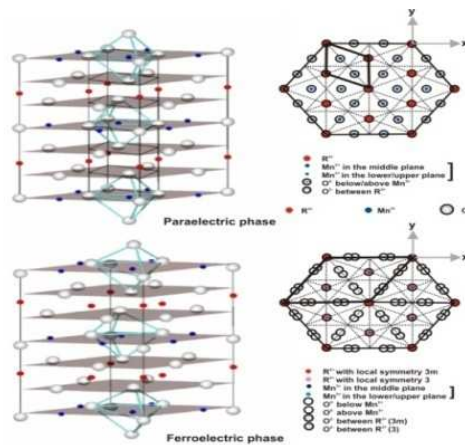 y
x
R³⁺
Mn³⁺ in the middle plane
Mn³⁺ in the lower/upper plane
O²⁻ below/above Mn³⁺
O²⁻ between R³⁺
R³⁺ Mn³⁺ O
Paraelectric phase
y
x
R³⁺ with local symmetry 3m
R³⁺ with local symmetry 3
Mn³⁺ in the middle plane
Mn³⁺ in the lower/upper plane
O²⁻ below Mn³⁺
O²⁻ above Mn³⁺
O²⁻ between R³⁺ (3m)
O²⁻ between R³⁺ (3)
Ferroelectric phase